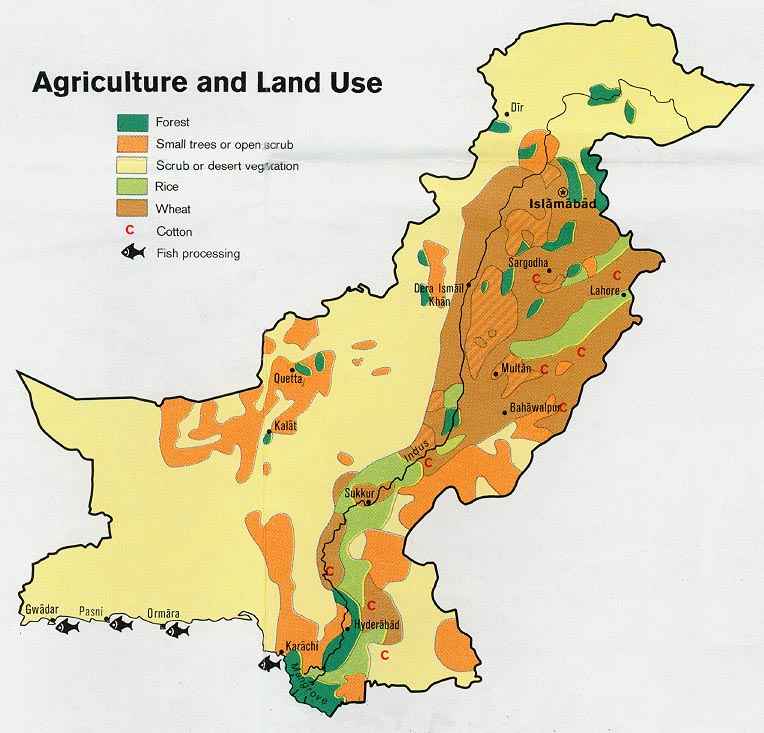 Agriculture and Land Use
Forest
Small trees or open scrub
Scrub or desert vegetation
Rice
Wheat
C Cotton
Fish processing
Dīr
Islāmābād
Sargodha
C
C
Dera Ismāil
Khān
Lahore
C
Quetta
Multān
C
Bahāwalpur
C
Kalāt
Indus
C
Sukkur
C
Gwādar
Pasni
Ormāra
C
Hyderābād
Karāchi
C
Mangrove